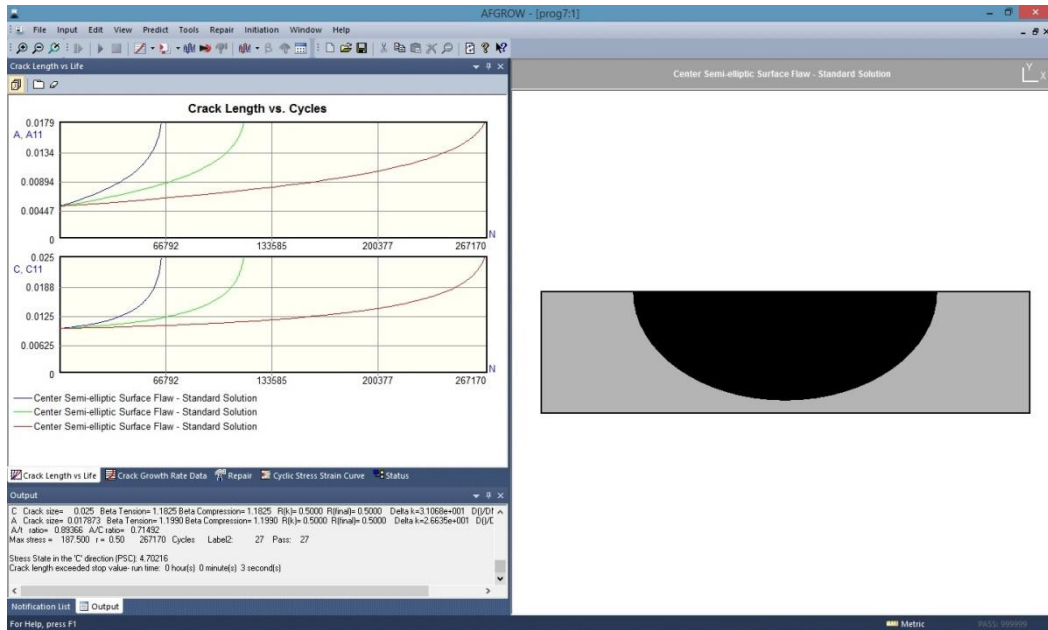 AFGROW - [prog7:1]
File Input Edit View Predict Tools Repair Initiation Window Help
Crack Length vs Life
Crack Length vs. Cycles
0.0179
A, A11
0.0134
0.00894
0.00447
0
66792 133585 200377 267170
N
0.025
C, C11
0.0188
0.0125
0.00625
0
66792 133585 200377 267170
N
Center Semi-elliptic Surface Flaw - Standard Solution
Center Semi-elliptic Surface Flaw - Standard Solution
Center Semi-elliptic Surface Flaw - Standard Solution
Crack Length vs Life Crack Growth Rate Data Repair Cyclic Stress Strain Curve Status
Output
C Crack size= 0.025 Beta Tension= 1.1825 Beta Compression= 1.1825 R(k)= 0.5000 R(final)= 0.5000 Delta k=3.1068e+001 D()/DN
A Crack size= 0.017873 Beta Tension= 1.1990 Beta Compression= 1.1990 R(k)= 0.5000 R(final)= 0.5000 Delta k=2.6635e+001 D()/D
A/t ratio= 0.89366 A/C ratio= 0.71492
Max stress = 187.500 r = 0.50 267170 Cycles Label2: 27 Pass: 27
Stress State in the 'C' direction (PSC): 4.70216
Crack length exceeded stop value- run time: 0 hour(s) 0 minute(s) 3 second(s)
Notification List Output
For Help, press F1
Center Semi-elliptic Surface Flaw - Standard Solution
Y
X
Metric
PASS: 999999